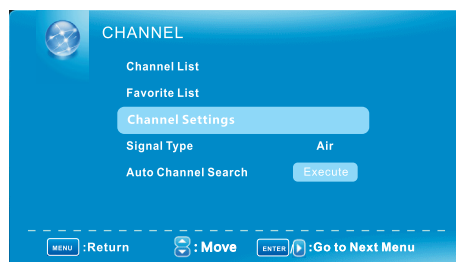 CHANNEL
Channel List
Favorite List
Channel Settings
Signal Type Air
Auto Channel Search Execute
MENU :Return : Move ENTER / :Go to Next Menu